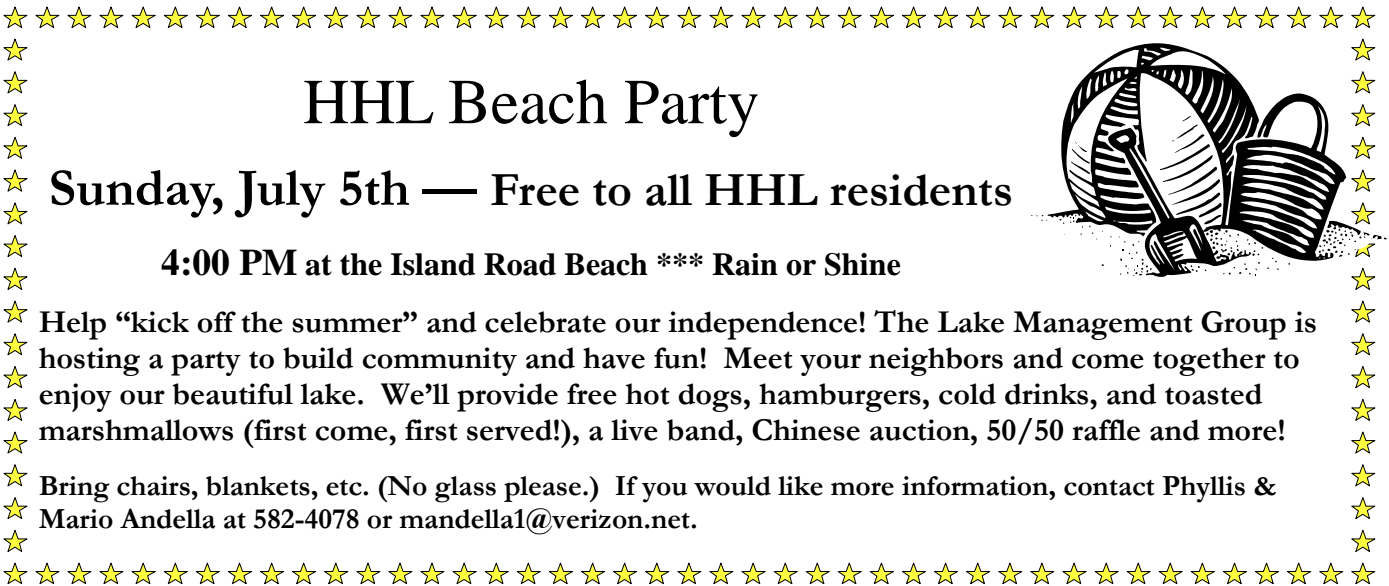 HHL Beach Party
Sunday, July 5th — Free to all HHL residents
4:00 PM at the Island Road Beach *** Rain or Shine
Help “kick off the summer” and celebrate our independence! The Lake Management Group is
hosting a party to build community and have fun!  Meet your neighbors and come together to
enjoy our beautiful lake.  We’ll provide free hot dogs, hamburgers, cold drinks, and toasted
marshmallows (first come, first served!), a live band, Chinese auction, 50/50 raffle and more!
Bring chairs, blankets, etc. (No glass please.)  If you would like more information, contact Phyllis &
Mario Andella at 582-4078 or mandella1@verizon.net.